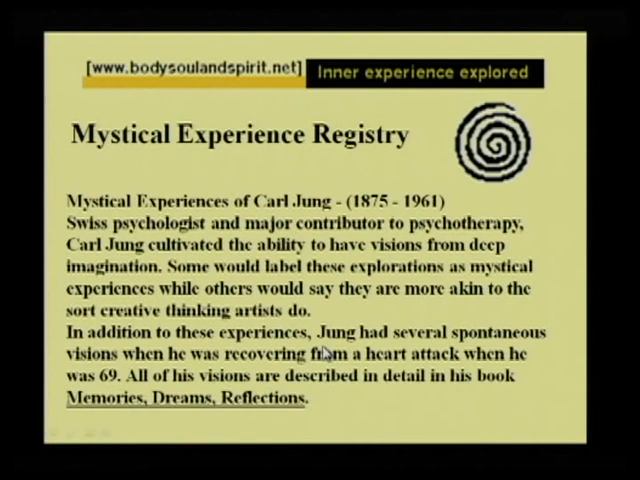 [www.bodysoulandspirit.net] Inner experience explored
Mystical Experience Registry
Mystical Experiences of Carl Jung - (1875 - 1961)
Swiss psychologist and major contributor to psychotherapy,
Carl Jung cultivated the ability to have visions from deep
imagination. Some would label these explorations as mystical
experiences while others would say they are more akin to the
sort creative thinking artists do.
In addition to these experiences, Jung had several spontaneous
visions when he was recovering from a heart attack when he
was 69. All of his visions are described in detail in his book
Memories, Dreams, Reflections.